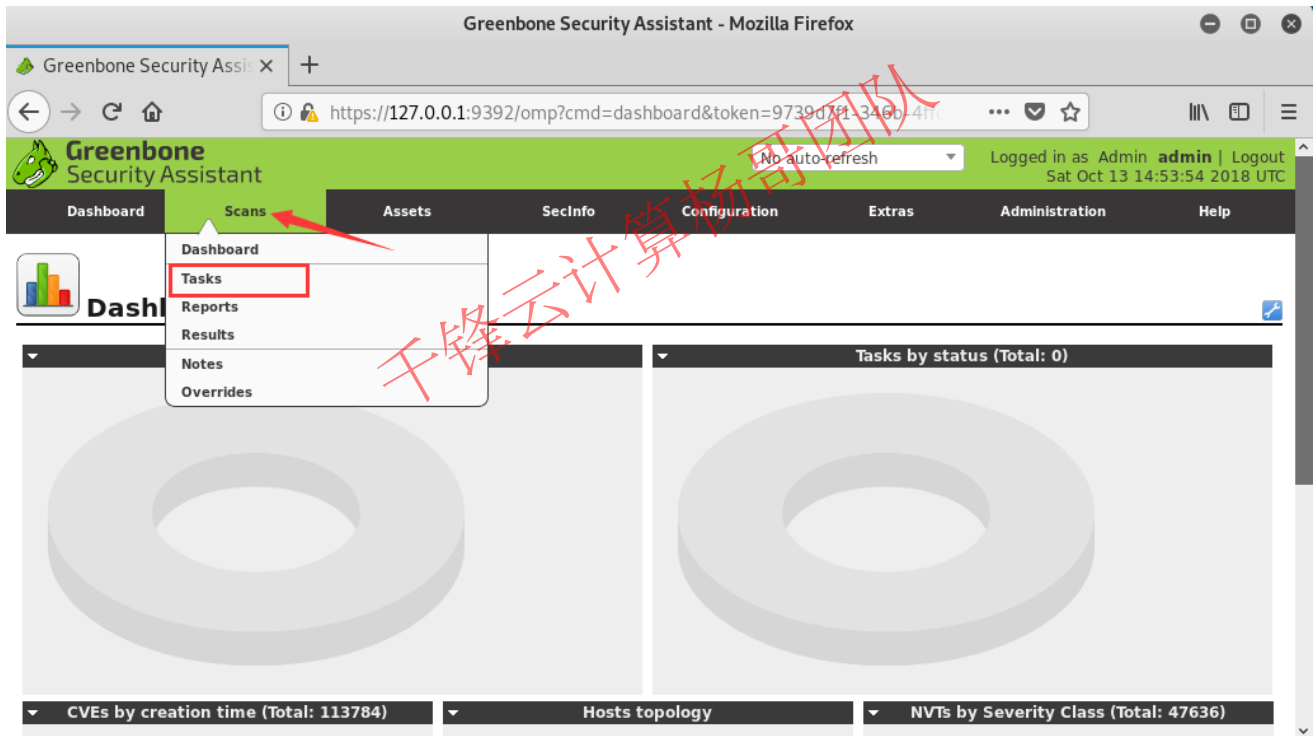 Greenbone Security Assistant - Mozilla Firefox
Greenbone Security Assis
https://127.0.0.1:9392/omp?cmd=dashboard&token=9739d7f1-346b-4ffc
Greenbone
Security Assistant
No auto-refresh
Logged in as Admin admin | Logout
Sat Oct 13 14:53:54 2018 UTC
Dashboard Scans Assets SecInfo Configuration Extras Administration Help
Dashboard
Tasks
Reports
Results
Notes
Overrides
Dashl
Tasks by status (Total: 0)
千锋云计算杨哥团队
CVEs by creation time (Total: 113784) Hosts topology NVTs by Severity Class (Total: 47636)